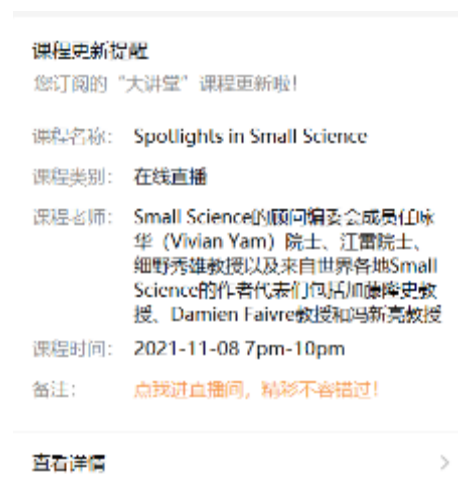 课程更新提醒
您订阅的“大讲堂”课程更新啦！
课程名称： Spotlights in Small Science
课程类别： 在线直播
课程老师： Small Science的顾问编委会成员任咏
华（Vivian Yam）院士、江雷院士、
细野秀雄教授以及来自世界各地Small
Science的作者代表们包括加藤隆史教
授、Damien Faivre教授和冯新亮教授
课程时间： 2021-11-08 7pm-10pm
备注： 点我进直播间，精彩不容错过！
查看详情